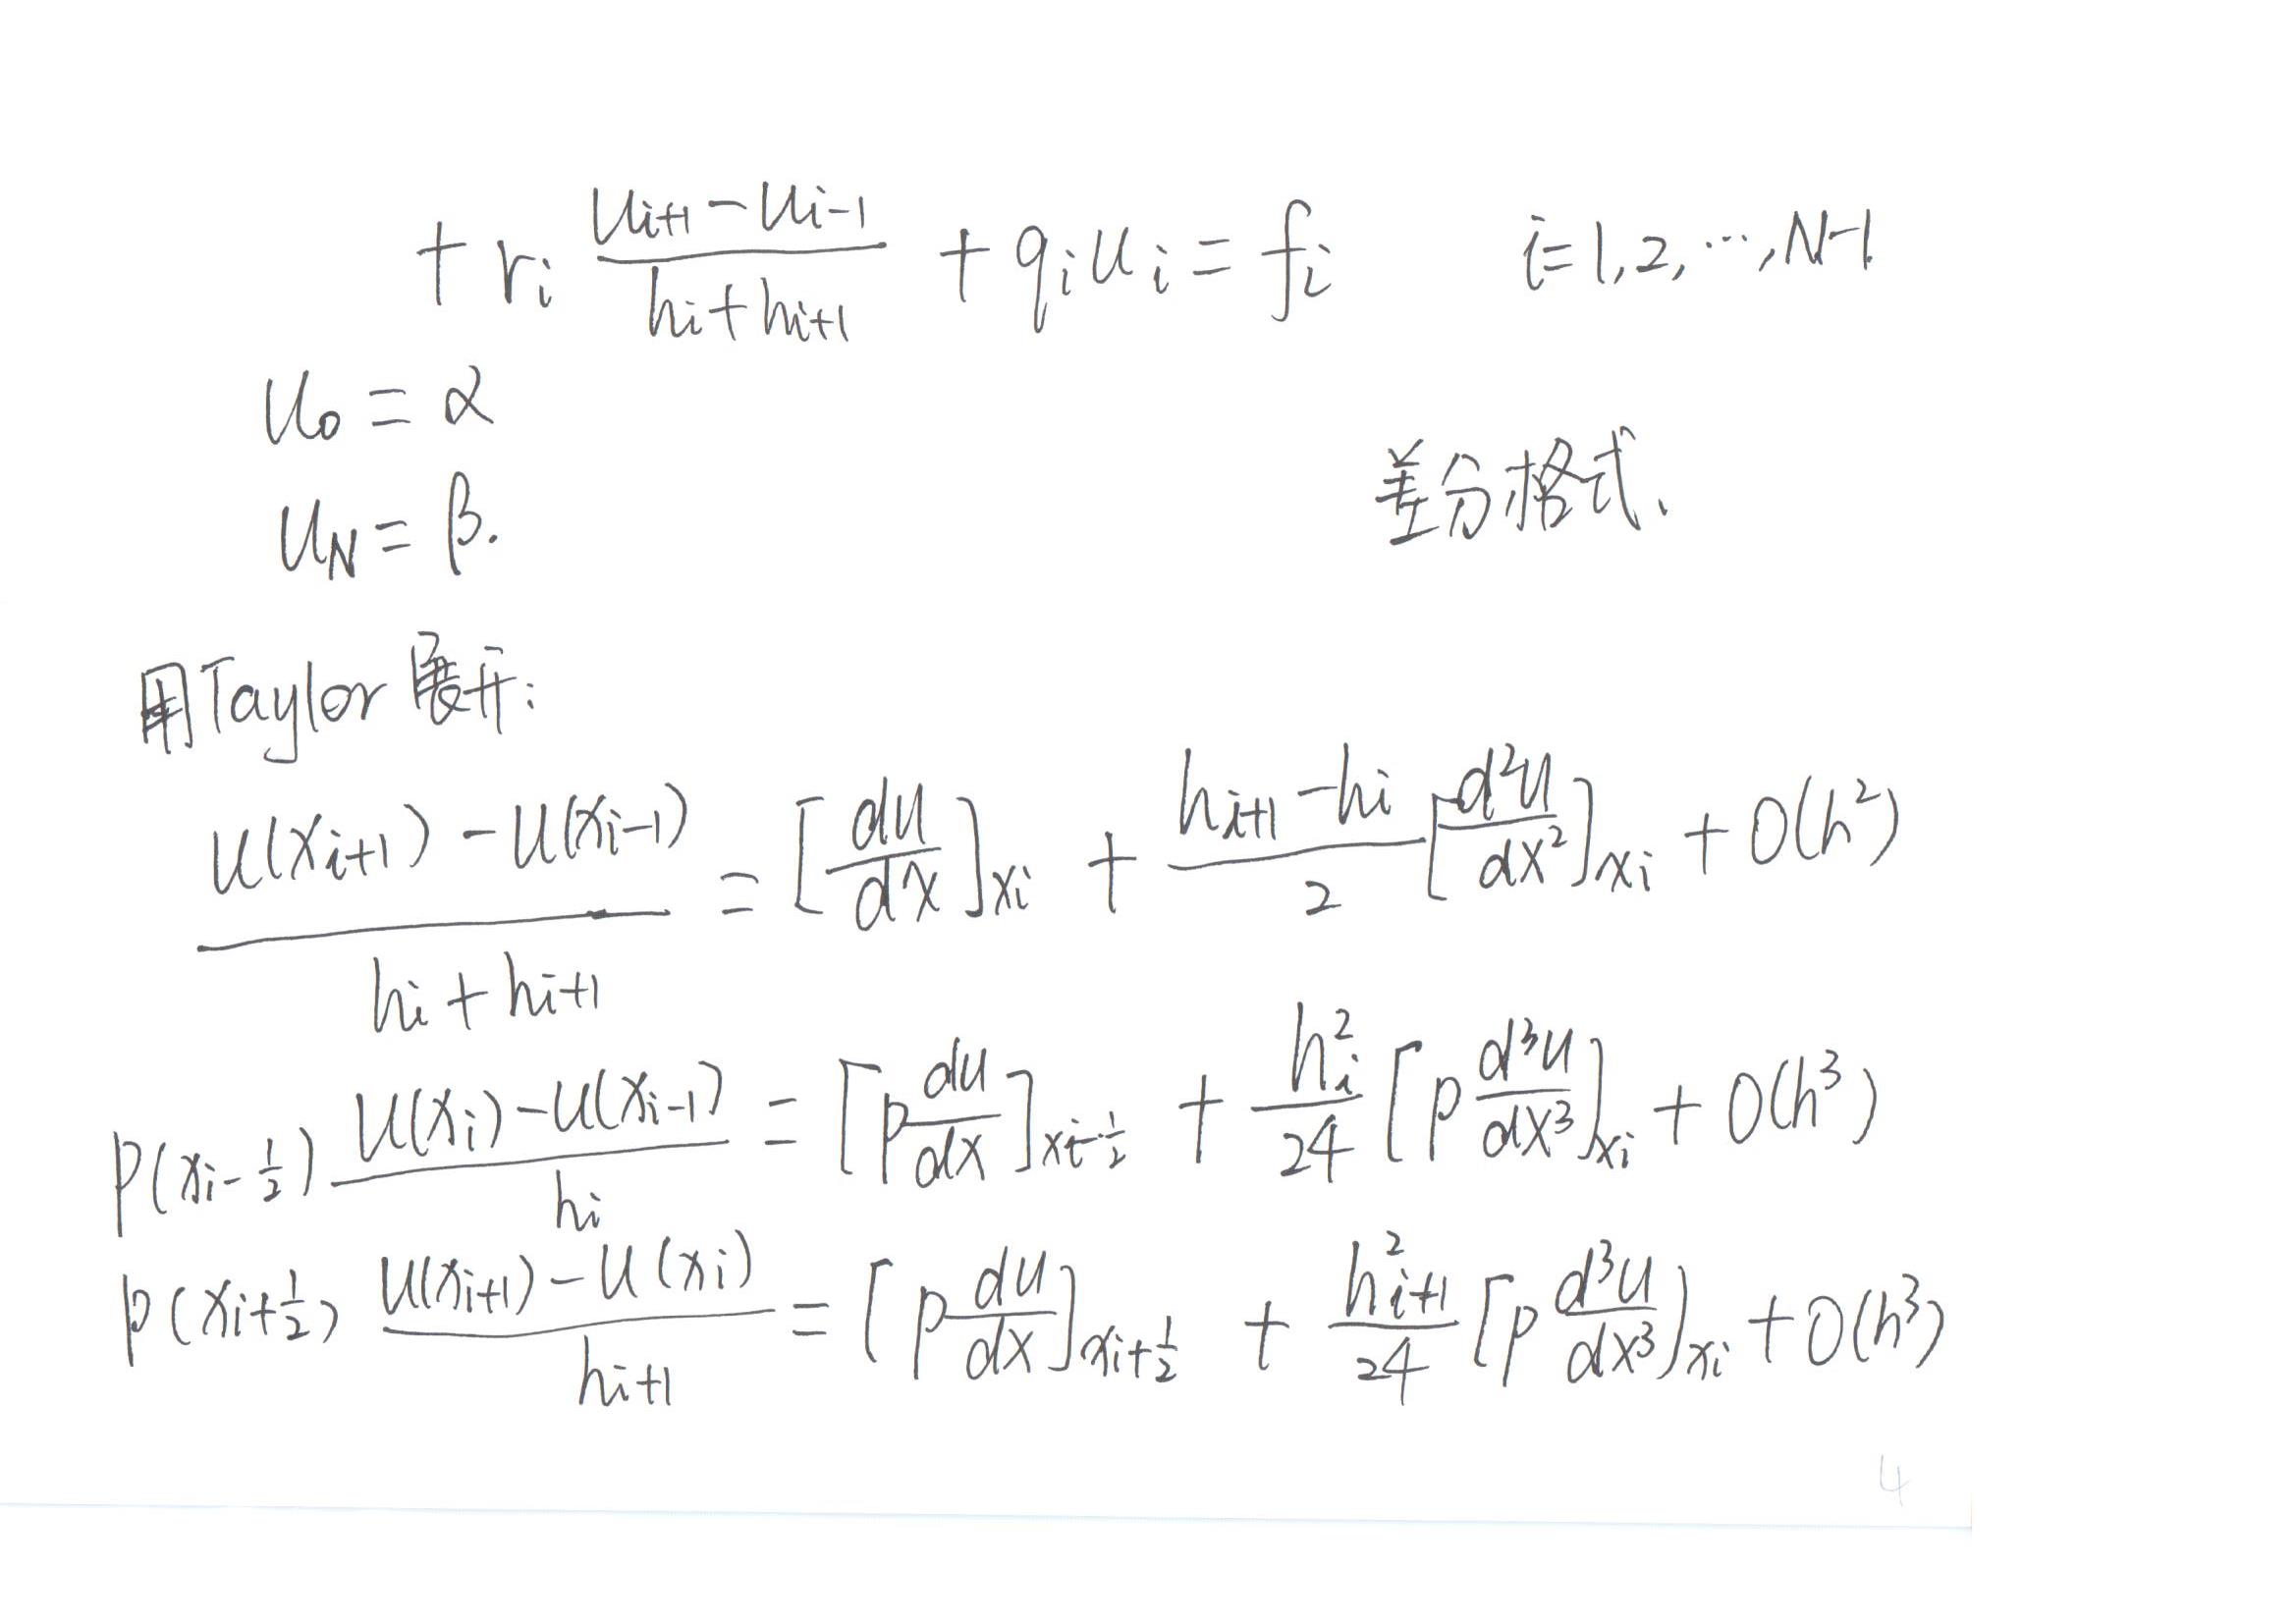 + r_i \frac{u_{i+1} - u_{i-1}}{h_i + h_{i+1}} + q_i u_i = f_i    i=1,2,…,N-1
u_0 = α
u_N = β.
差分格式、
用Taylor展开:
\frac{u(x_{i+1}) - u(x_{i-1})}{h_i + h_{i+1}} = [\frac{du}{dx}]_{x_i} + \frac{h_{i+1} - h_i}{2} [\frac{d^2u}{dx^2}]_{x_i} + O(h^2)
p(x_{i-\frac{1}{2}}) \frac{u(x_i) - u(x_{i-1})}{h_i} = [p\frac{du}{dx}]_{x_{i-\frac{1}{2}}} + \frac{h_i^2}{24} [p\frac{d^3u}{dx^3}]_{x_i} + O(h^3)
p(x_{i+\frac{1}{2}}) \frac{u(x_{i+1}) - u(x_i)}{h_{i+1}} = [p\frac{du}{dx}]_{x_{i+\frac{1}{2}}} + \frac{h_{i+1}^2}{24} [p\frac{d^3u}{dx^3}]_{x_i} + O(h^3)
4